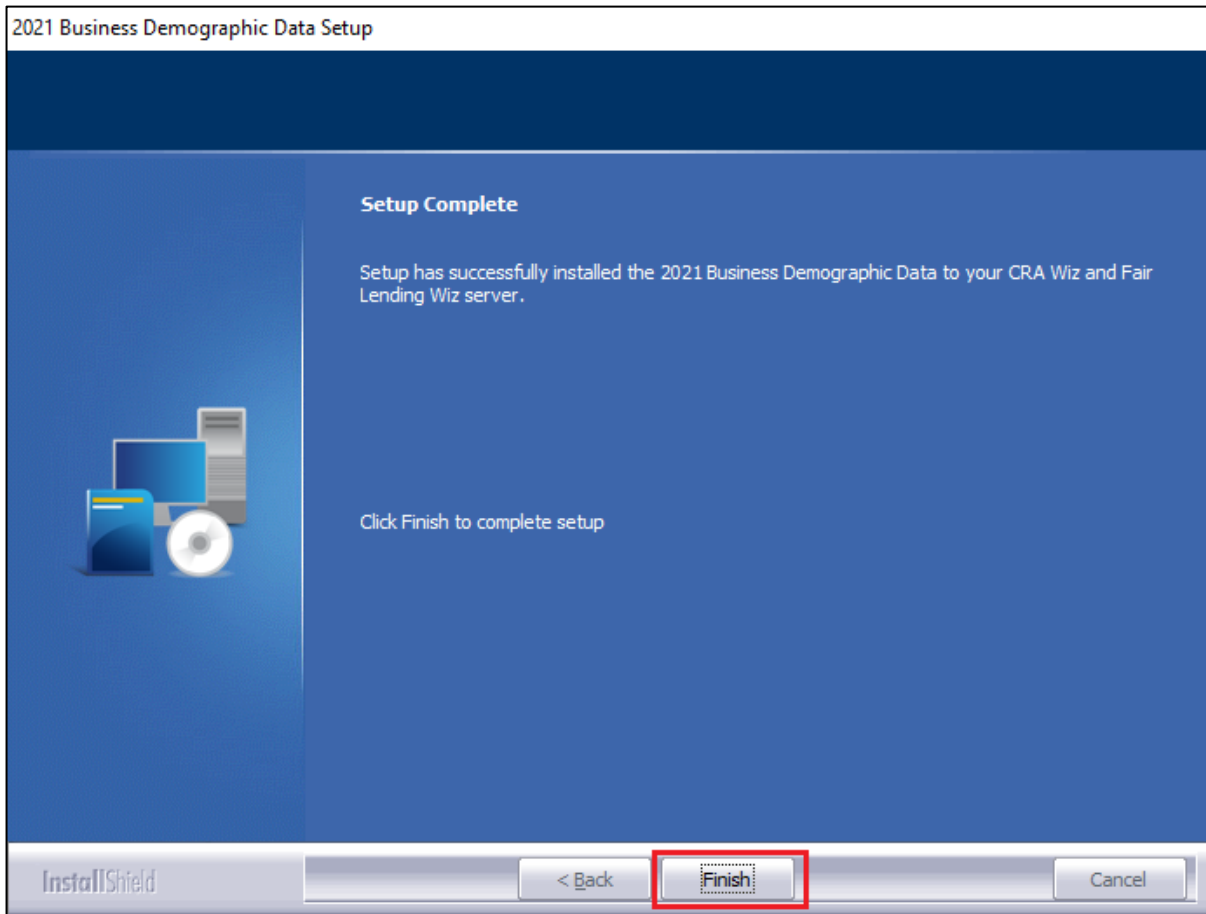 2021 Business Demographic Data Setup
Setup Complete
Setup has successfully installed the 2021 Business Demographic Data to your CRA Wiz and Fair
Lending Wiz server.
Click Finish to complete setup
InstallShield
< Back
Finish
Cancel